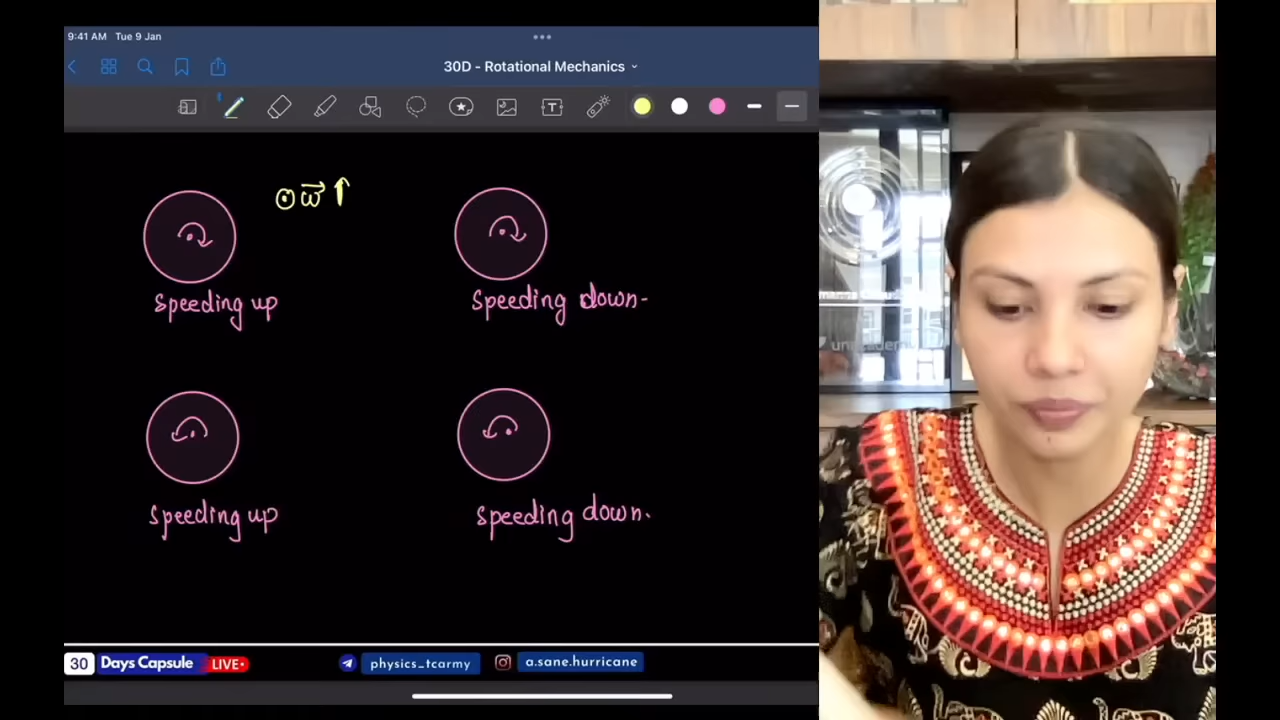 9:41 AM Tue 9 Jan
30D - Rotational Mechanics
T
⊙ ω⃗ ↑
Speeding up
Speeding down-
Speeding up
Speeding down.
30 Days Capsule LIVE•
physics_tcarmy
a.sane.hurricane